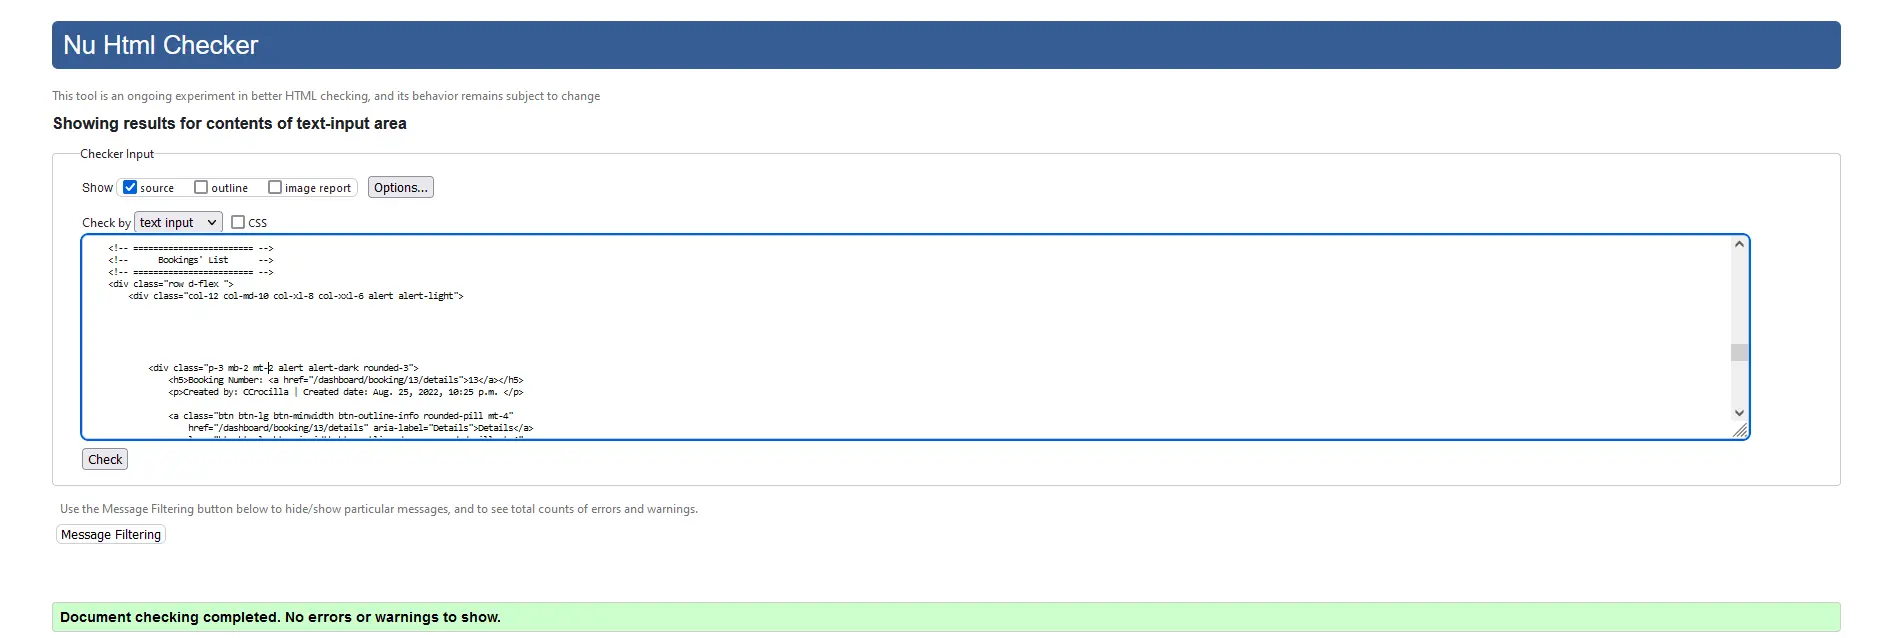 Nu Html Checker
This tool is an ongoing experiment in better HTML checking, and its behavior remains subject to change
Showing results for contents of text-input area
Checker Input
Show source outline image report Options...
Check by text input CSS
<!-- ======================== -->
<!-- Bookings' List -->
<!-- ======================== -->
<div class="row d-flex ">
<div class="col-12 col-md-10 col-xl-8 col-xxl-6 alert alert-light">
<div class="p-3 mb-2 mt-2 alert alert-dark rounded-3">
<h5>Booking Number: <a href="/dashboard/booking/13/details">13</a></h5>
<p>Created by: CCrocilla | Created date: Aug. 25, 2022, 10:25 p.m. </p>
<a class="btn btn-lg btn-minwidth btn-outline-info rounded-pill mt-4"
href="/dashboard/booking/13/details" aria-label="Details">Details</a>
Check
Use the Message Filtering button below to hide/show particular messages, and to see total counts of errors and warnings.
Message Filtering
Document checking completed. No errors or warnings to show.